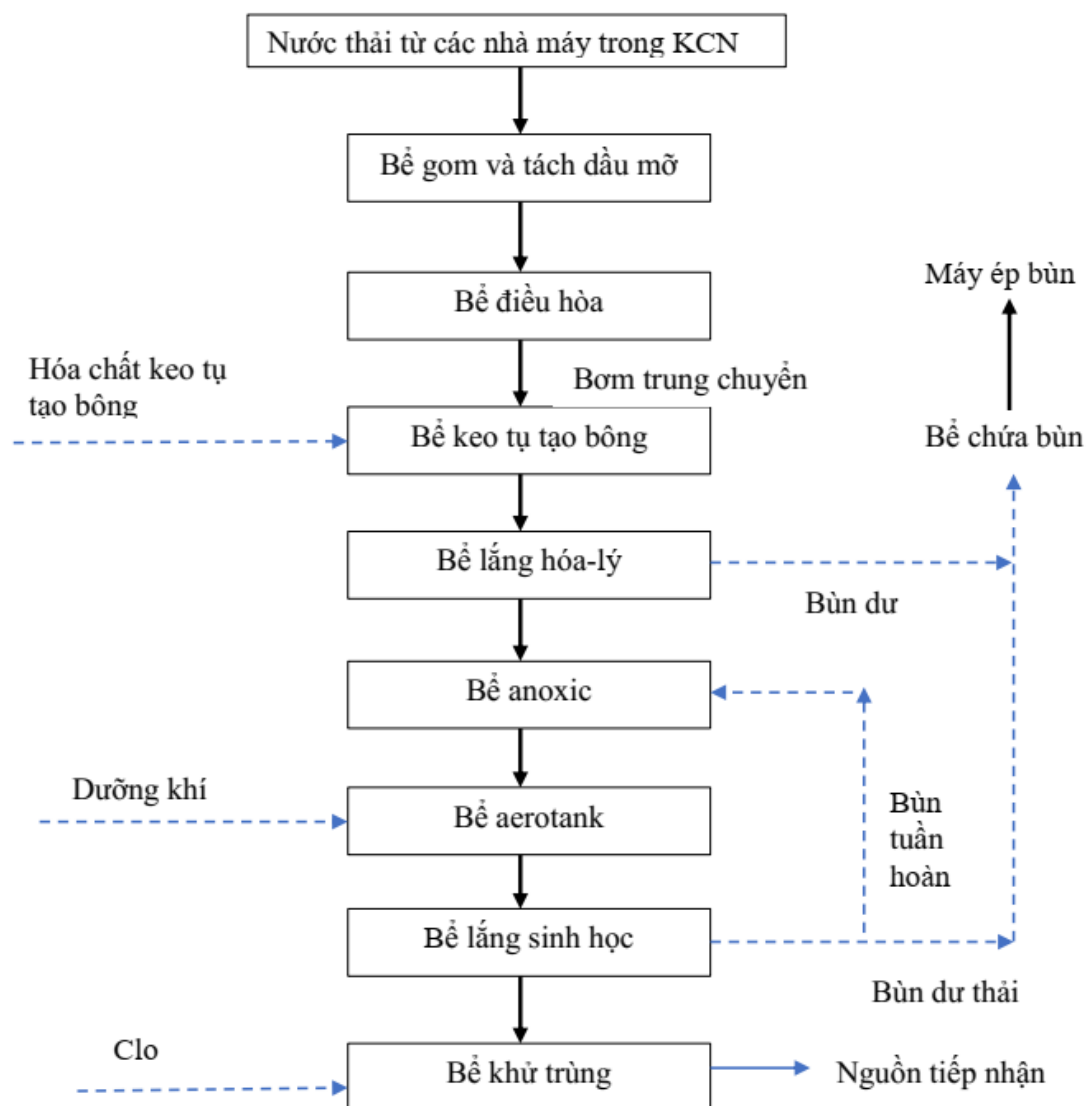 Nước thải từ các nhà máy trong KCN
Bể gom và tách dầu mỡ
Bể điều hòa
Máy ép bùn
Hóa chất keo tụ
tạo bông
Bơm trung chuyển
Bể keo tụ tạo bông
Bể chứa bùn
Bể lắng hóa-lý
Bùn dư
Bể anoxic
Dưỡng khí
Bể aerotank
Bùn
tuần
hoàn
Bể lắng sinh học
Bùn dư thải
Clo
Bể khử trùng
Nguồn tiếp nhận